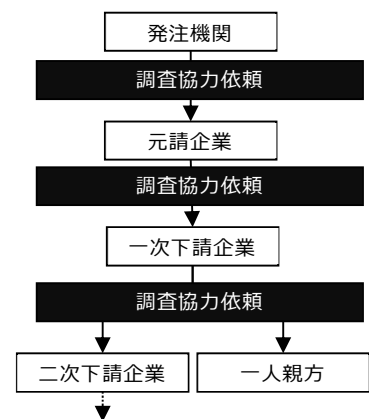 発注機関
調査協力依頼
元請企業
調査協力依頼
一次下請企業
調査協力依頼
二次下請企業
一人親方